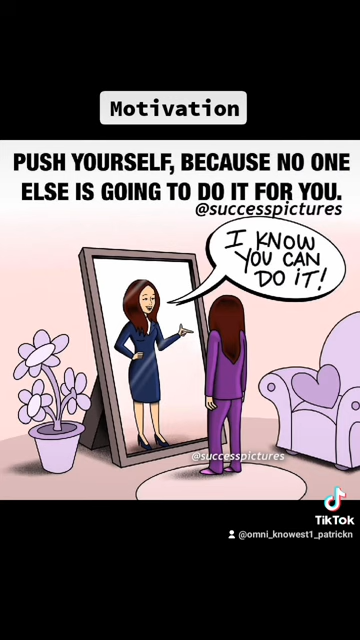 Motivation
PUSH YOURSELF, BECAUSE NO ONE
ELSE IS GOING TO DO IT FOR YOU.
@successpictures
I KNOW
YOU CAN
DO IT!
@successpictures
TikTok
@omni_knowest1_patrickn